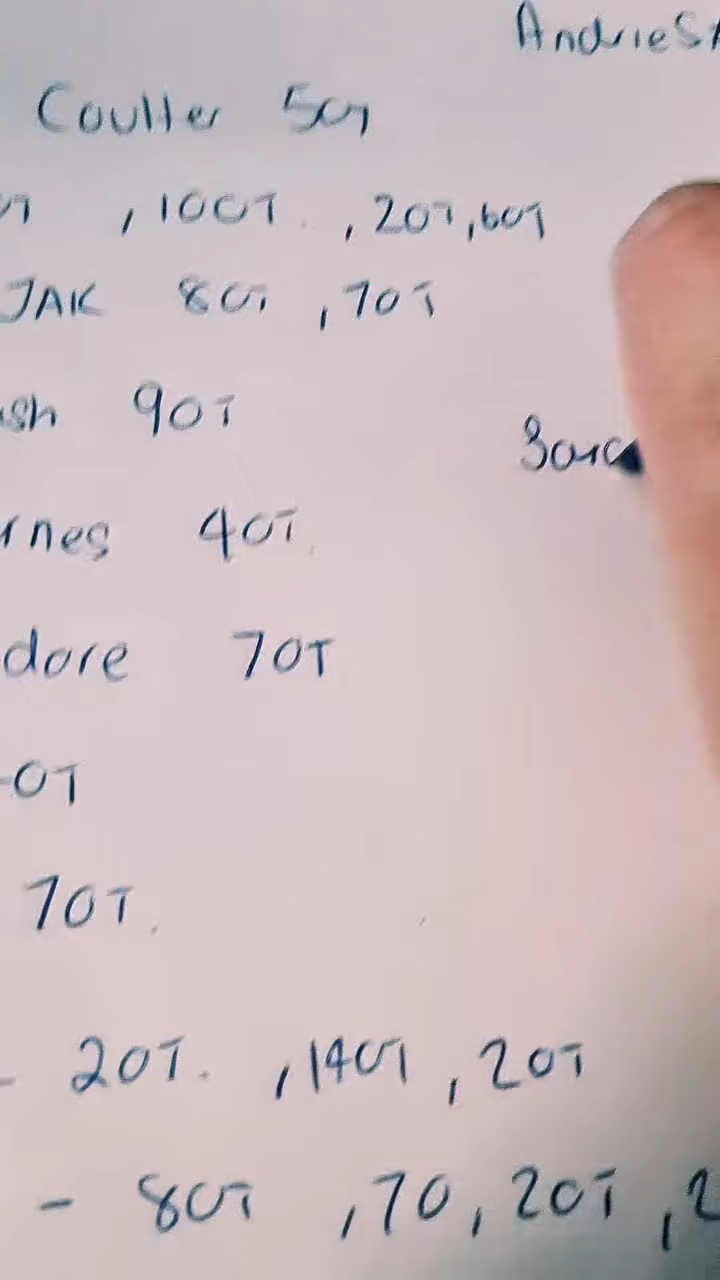 Andries
Coulter 50T
, 100T , 20T, 60T
JAK 80T , 70T
sh 90T
rnes 40T
dore 70T
0T
70T.
- 20T. , 140T , 20T
- 80T , 70, 20T , 2